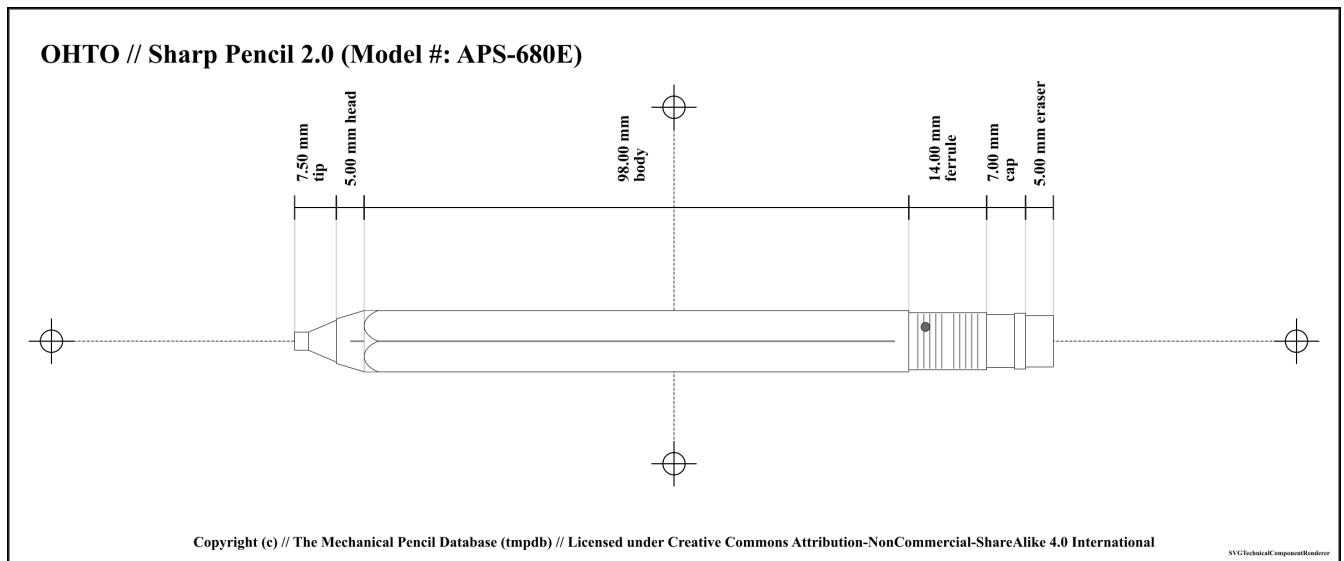 OHTO // Sharp Pencil 2.0 (Model #: APS-680E)
7.50 mm
tip
5.00 mm head
98.00 mm
body
14.00 mm
ferrule
7.00 mm
cap
5.00 mm eraser
Copyright (c) // The Mechanical Pencil Database (tmpdb) // Licensed under Creative Commons Attribution-NonCommercial-ShareAlike 4.0 International
SVGTechnicalComponentRenderer